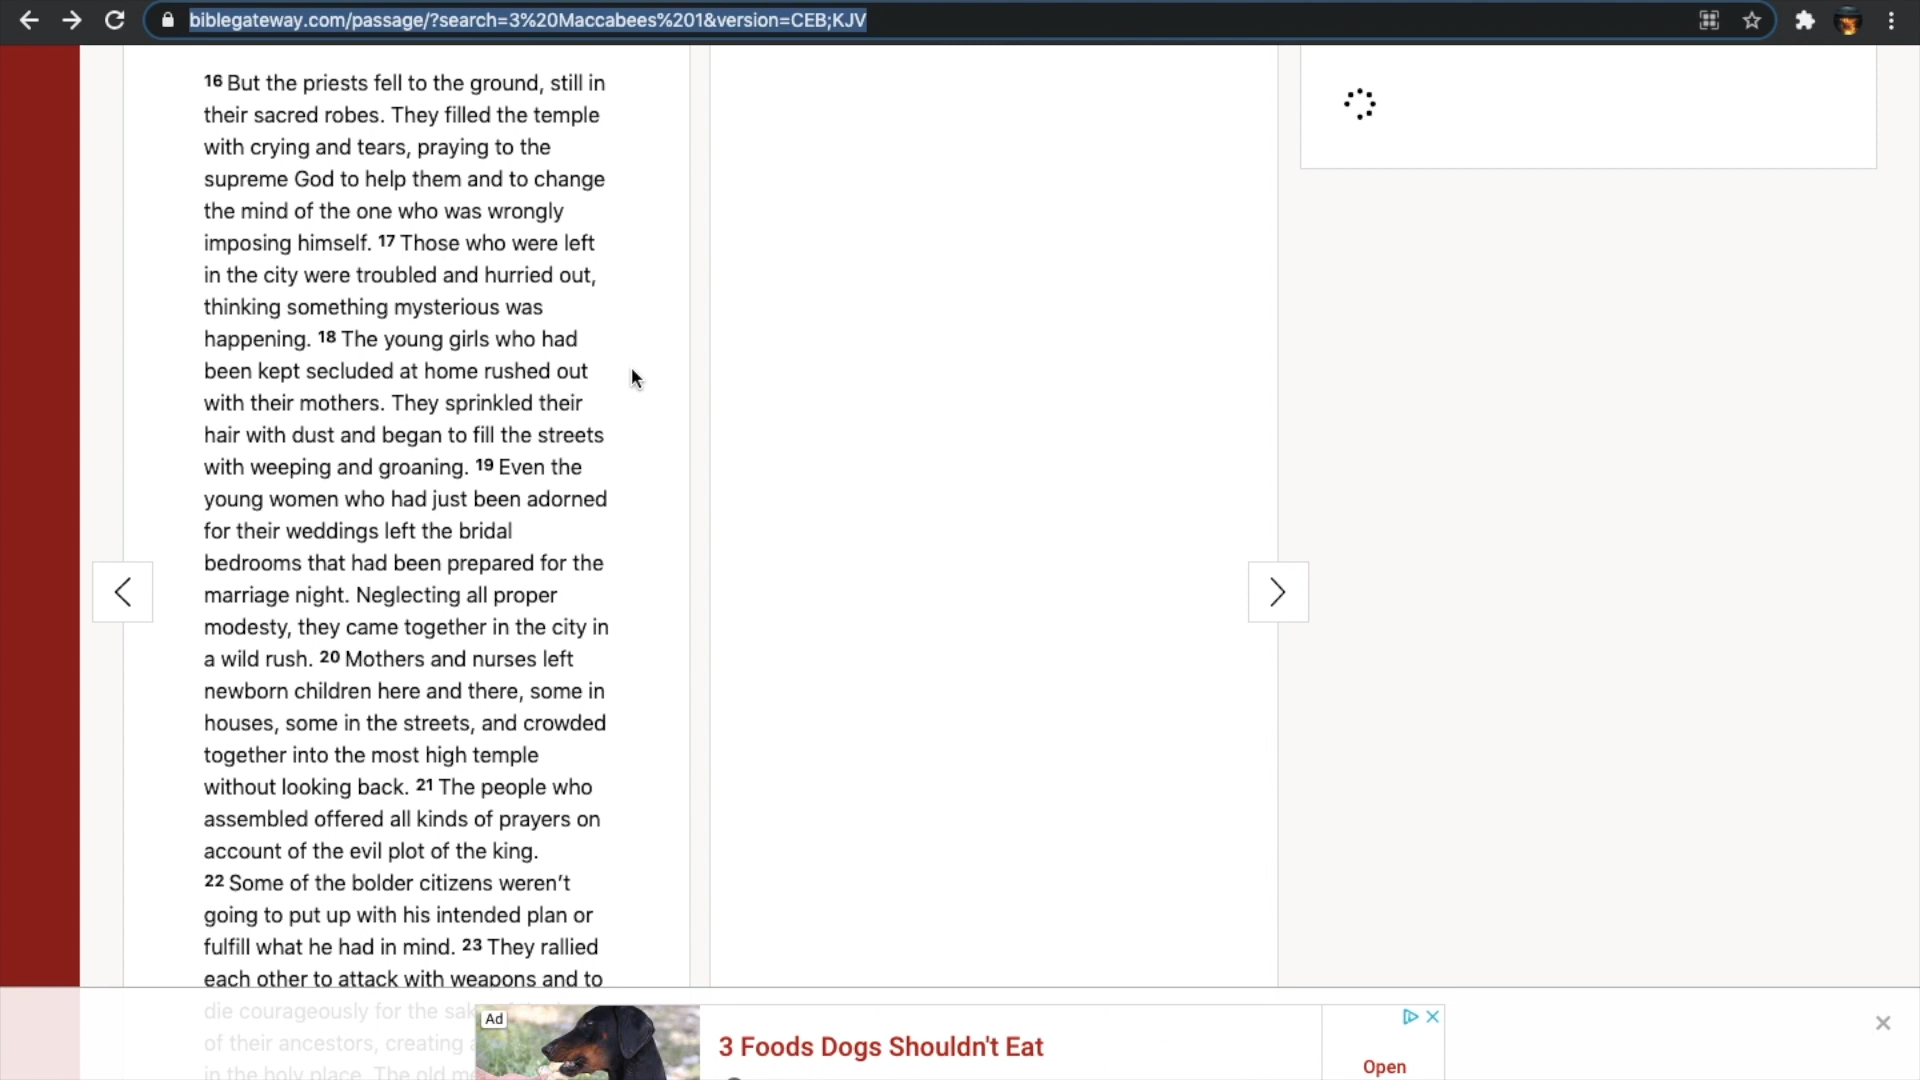 biblegateway.com/passage/?search=3%20Maccabees%201&version=CEB;KJV
16 But the priests fell to the ground, still in
their sacred robes. They filled the temple
with crying and tears, praying to the
supreme God to help them and to change
the mind of the one who was wrongly
imposing himself. 17 Those who were left
in the city were troubled and hurried out,
thinking something mysterious was
happening. 18 The young girls who had
been kept secluded at home rushed out
with their mothers. They sprinkled their
hair with dust and began to fill the streets
with weeping and groaning. 19 Even the
young women who had just been adorned
for their weddings left the bridal
bedrooms that had been prepared for the
marriage night. Neglecting all proper
modesty, they came together in the city in
a wild rush. 20 Mothers and nurses left
newborn children here and there, some in
houses, some in the streets, and crowded
together into the most high temple
without looking back. 21 The people who
assembled offered all kinds of prayers on
account of the evil plot of the king.
22 Some of the bolder citizens weren’t
going to put up with his intended plan or
fulfill what he had in mind. 23 They rallied
each other to attack with weapons and to
die courageously for the
of their ancestors, creating
in the holy place. The old
Ad
3 Foods Dogs Shouldn't Eat
Open